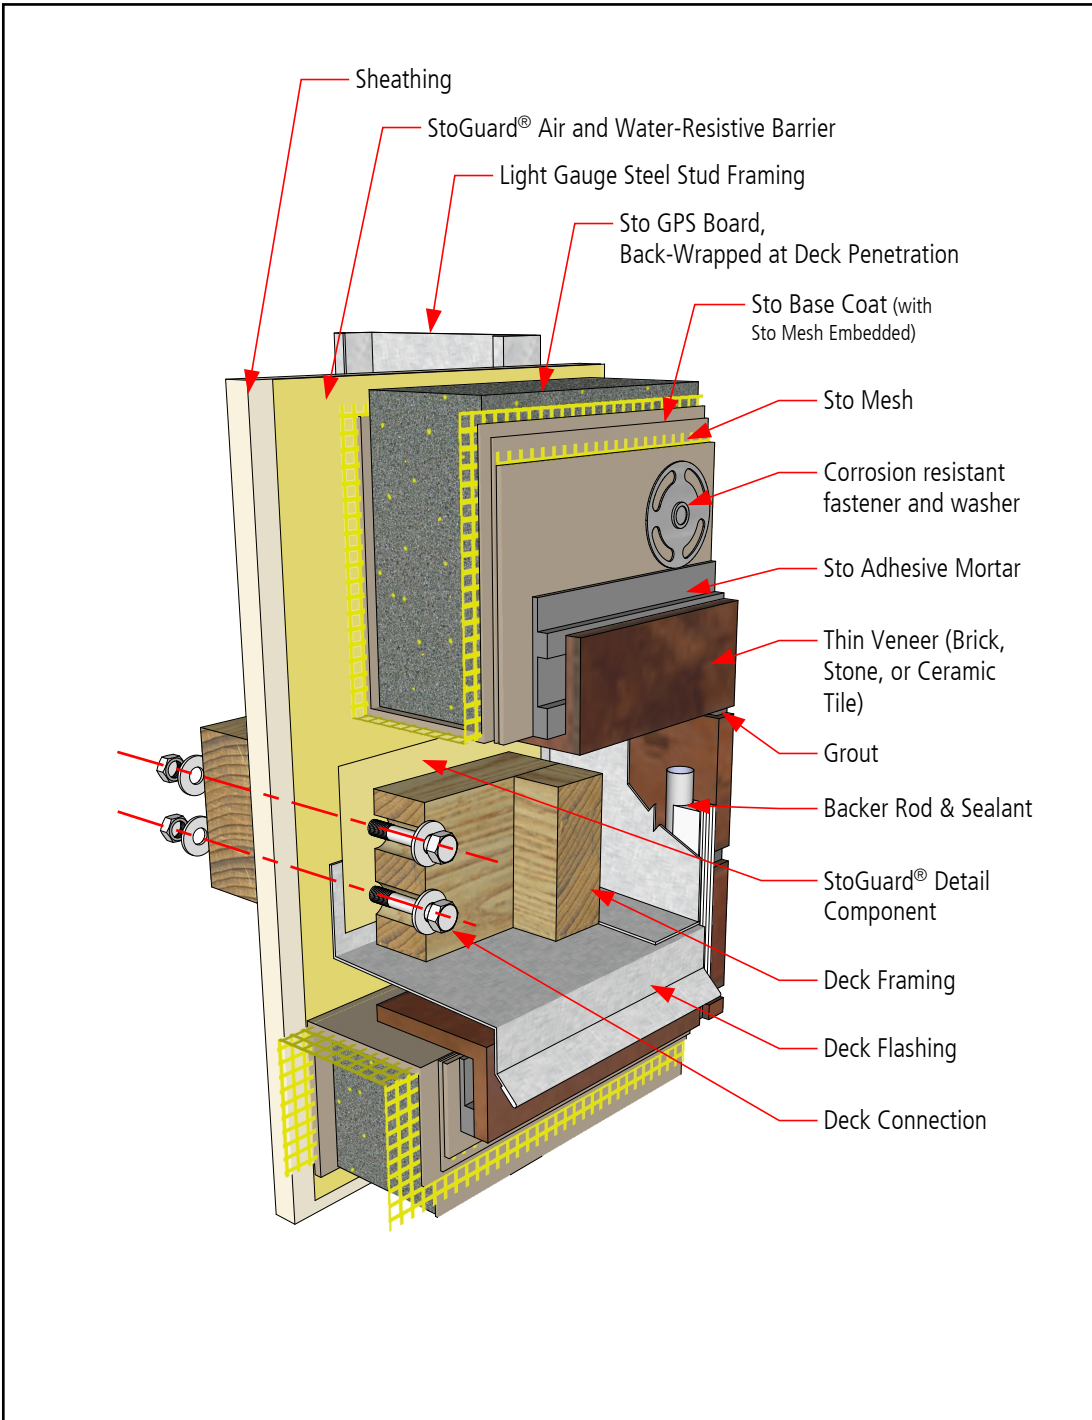 Sheathing
StoGuard® Air and Water-Resistive Barrier
Light Gauge Steel Stud Framing
Sto GPS Board,
Back-Wrapped at Deck Penetration
Sto Base Coat (with
Sto Mesh Embedded)
Sto Mesh
Corrosion resistant
fastener and washer
Sto Adhesive Mortar
Thin Veneer (Brick,
Stone, or Ceramic
Tile)
Grout
Backer Rod & Sealant
StoGuard® Detail
Component
Deck Framing
Deck Flashing
Deck Connection